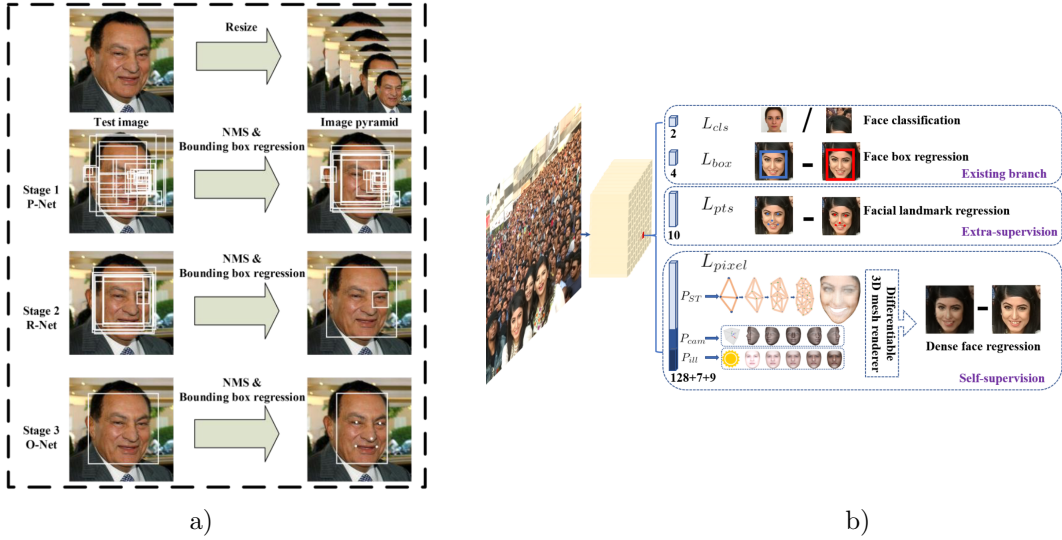 Resize
Test image
Image pyramid
NMS &
Bounding box regression
Stage 1
P-Net
NMS &
Bounding box regression
Stage 2
R-Net
NMS &
Bounding box regression
Stage 3
O-Net
a)
2
L_cls
/
Face classification
4
L_box
-
Face box regression
Existing branch
10
L_pts
-
Facial landmark regression
Extra-supervision
L_pixel
P_ST
P_cam
P_ill
128+7+9
Differentiable
3D mesh renderer
-
Dense face regression
Self-supervision
b)